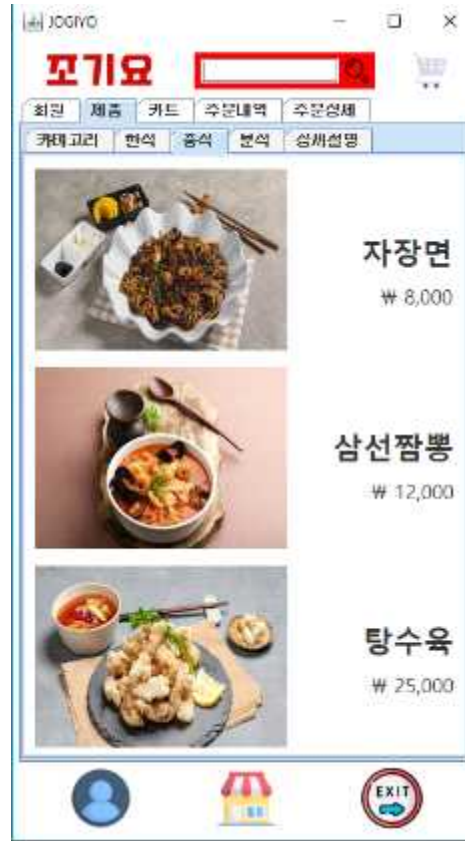 JOGIYO
꼬기요
회원 제품 카트 주문내역 주문상세
카테고리 한식 중식 분식 상세설명
자장면
₩ 8,000
삼선짬뽕
₩ 12,000
탕수육
₩ 25,000
EXIT